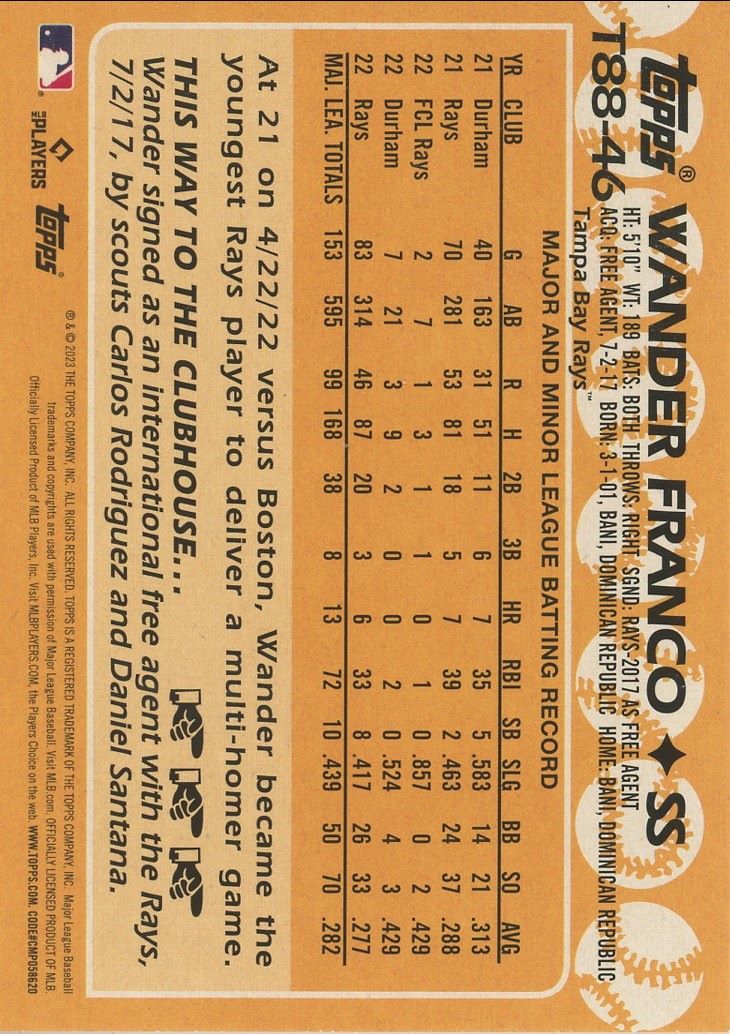 topps®
T88-46
WANDER FRANCO ✦ SS
HT: 5'10" WT: 189 BATS: BOTH THROWS: RIGHT SGND: RAYS-2017 AS FREE AGENT
ACQ: FREE AGENT, 7-2-17 BORN: 3-1-01, BANI, DOMINICAN REPUBLIC HOME: BANI, DOMINICAN REPUBLIC
Tampa Bay Rays™
MAJOR AND MINOR LEAGUE BATTING RECORD
YR CLUB G AB R H 2B 3B HR RBI SB SLG BB SO AVG
21 Durham 40 163 31 51 11 6 7 35 5 .583 14 21 .313
21 Rays 70 281 53 81 18 5 7 39 2 .463 24 37 .288
22 FCL Rays 2 7 1 3 1 1 0 1 0 .857 0 2 .429
22 Durham 7 21 3 9 2 0 0 2 0 .524 4 3 .429
22 Rays 83 314 46 87 20 3 6 33 8 .417 26 33 .277
MAJ. LEA. TOTALS 153 595 99 168 38 8 13 72 10 .439 50 70 .282
At 21 on 4/22/22 versus Boston, Wander became the
youngest Rays player to deliver a multi-homer game.
THIS WAY TO THE CLUBHOUSE...
Wander signed as an international free agent with the Rays,
7/2/17, by scouts Carlos Rodriguez and Daniel Santana.
MLB PLAYERS
topps®
® & © 2023 THE TOPPS COMPANY, INC. ALL RIGHTS RESERVED. TOPPS IS A REGISTERED TRADEMARK OF THE TOPPS COMPANY, INC. Major League Baseball
trademarks and copyrights are used with permission of Major League Baseball. Visit MLB.com. OFFICIALLY LICENSED PRODUCT OF MLB.
Officially Licensed Product of MLB Players, Inc. Visit MLBPLAYERS.COM, the Players Choice on the web. WWW.TOPPS.COM. CODE#CMP058620